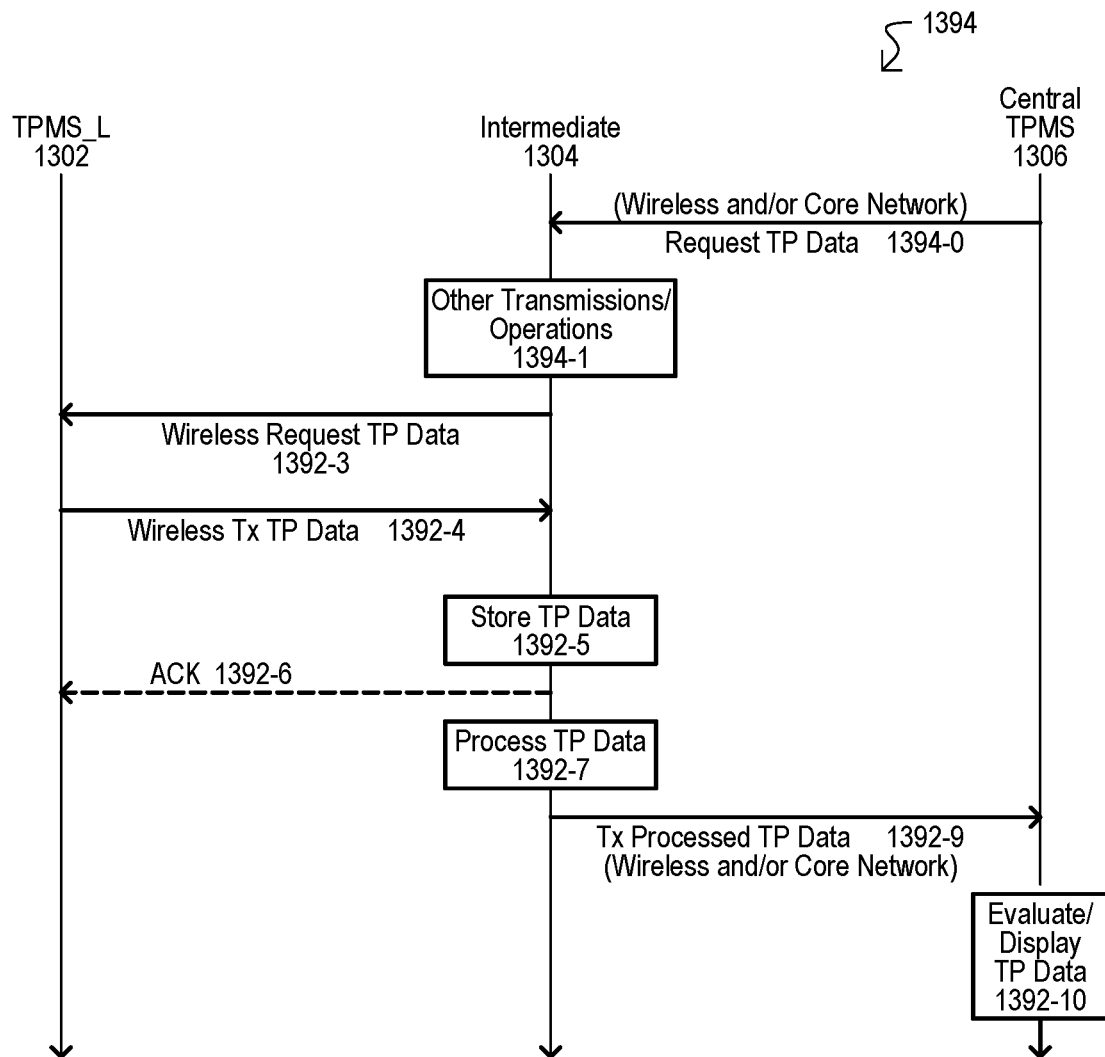 1394
TPMS_L
1302
Intermediate
1304
Central
TPMS
1306
(Wireless and/or Core Network)
Request TP Data 1394-0
Other Transmissions/
Operations
1394-1
Wireless Request TP Data
1392-3
Wireless Tx TP Data 1392-4
Store TP Data
1392-5
ACK 1392-6
Process TP Data
1392-7
Tx Processed TP Data 1392-9
(Wireless and/or Core Network)
Evaluate/
Display
TP Data
1392-10